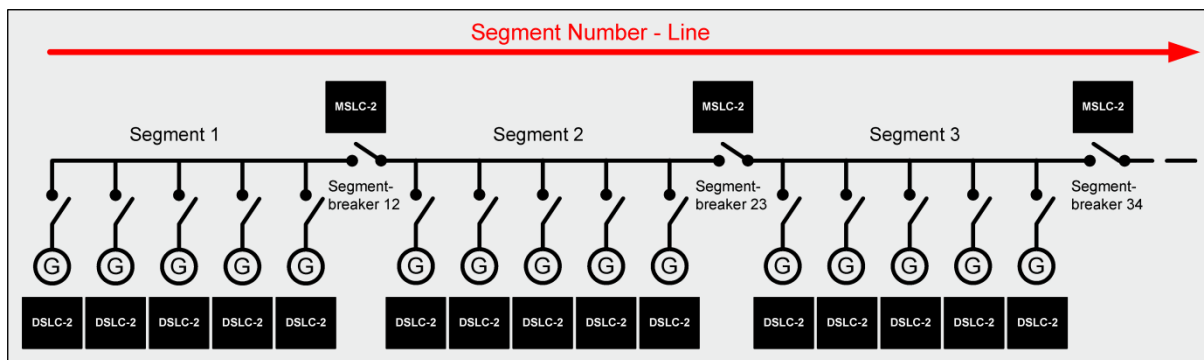 Segment Number - Line
MSLC-2
MSLC-2
MSLC-2
Segment 1
Segment 2
Segment 3
Segment-
breaker 12
Segment-
breaker 23
Segment-
breaker 34
G G G G G G G G G G G G G G G
DSLC-2 DSLC-2 DSLC-2 DSLC-2 DSLC-2 DSLC-2 DSLC-2 DSLC-2 DSLC-2 DSLC-2 DSLC-2 DSLC-2 DSLC-2 DSLC-2 DSLC-2